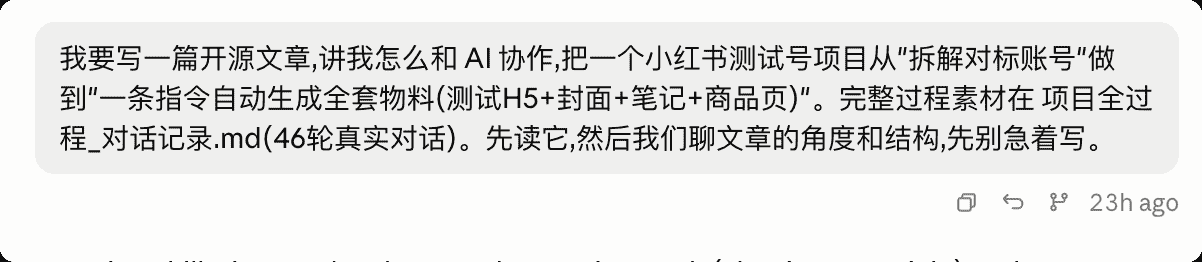 我要写一篇开源文章,讲我怎么和 AI 协作,把一个小红书测试号项目从"拆解对标账号"做
到"一条指令自动生成全套物料(测试H5+封面+笔记+商品页)"。完整过程素材在 项目全过
程_对话记录.md(46轮真实对话)。先读它,然后我们聊文章的角度和结构,先别急着写。
23h ago